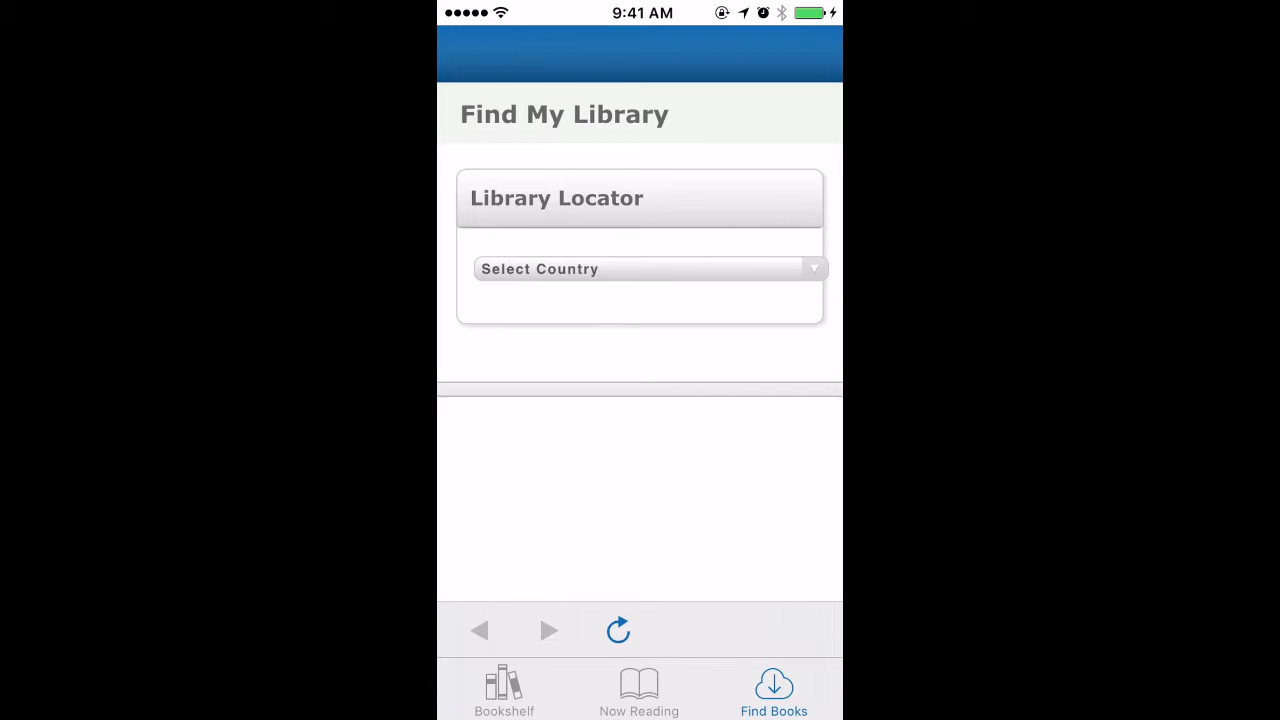 9:41 AM
Find My Library
Library Locator
Select Country
Bookshelf
Now Reading
Find Books